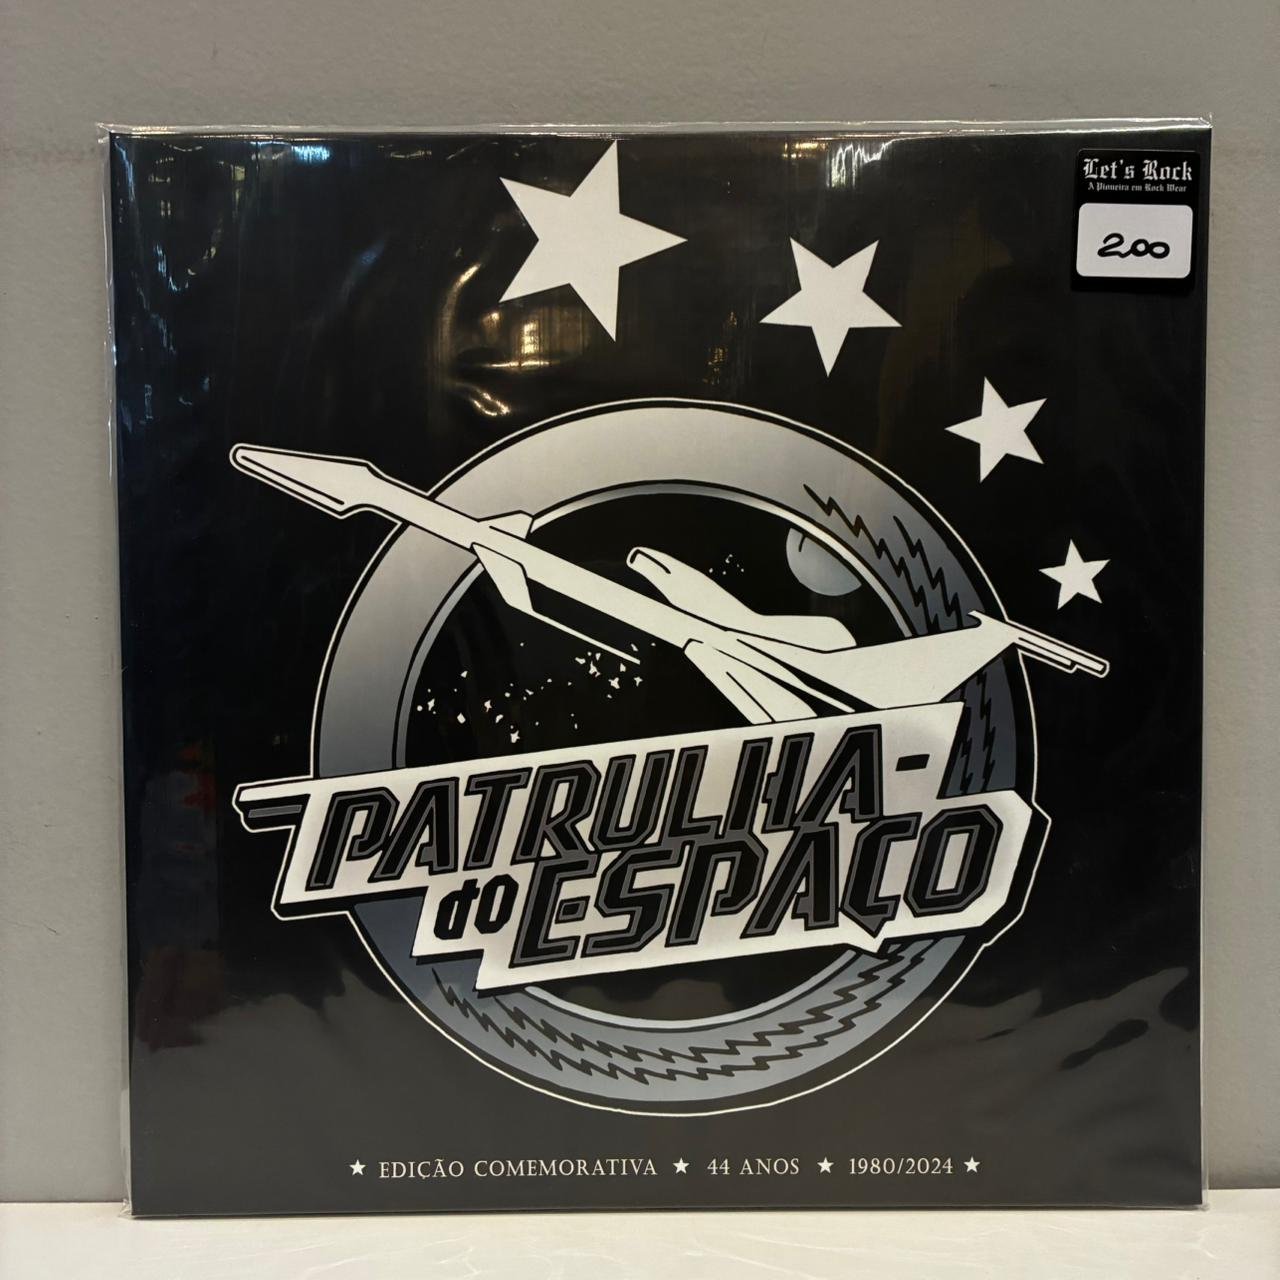 Let's Rock
A Pioneira em Rock Wear
200
PATRULHA-
do ESPAÇO
★ EDIÇÃO COMEMORATIVA ★ 44 ANOS ★ 1980/2024 ★